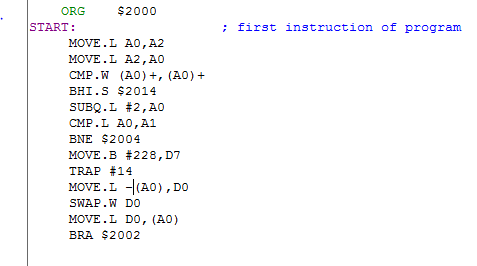 ORG $2000
START: ; first instruction of program
MOVE.L A0,A2
MOVE.L A2,A0
CMP.W (A0)+,(A0)+
BHI.S $2014
SUBQ.L #2,A0
CMP.L A0,A1
BNE $2004
MOVE.B #228,D7
TRAP #14
MOVE.L -(A0),D0
SWAP.W D0
MOVE.L D0,(A0)
BRA $2002